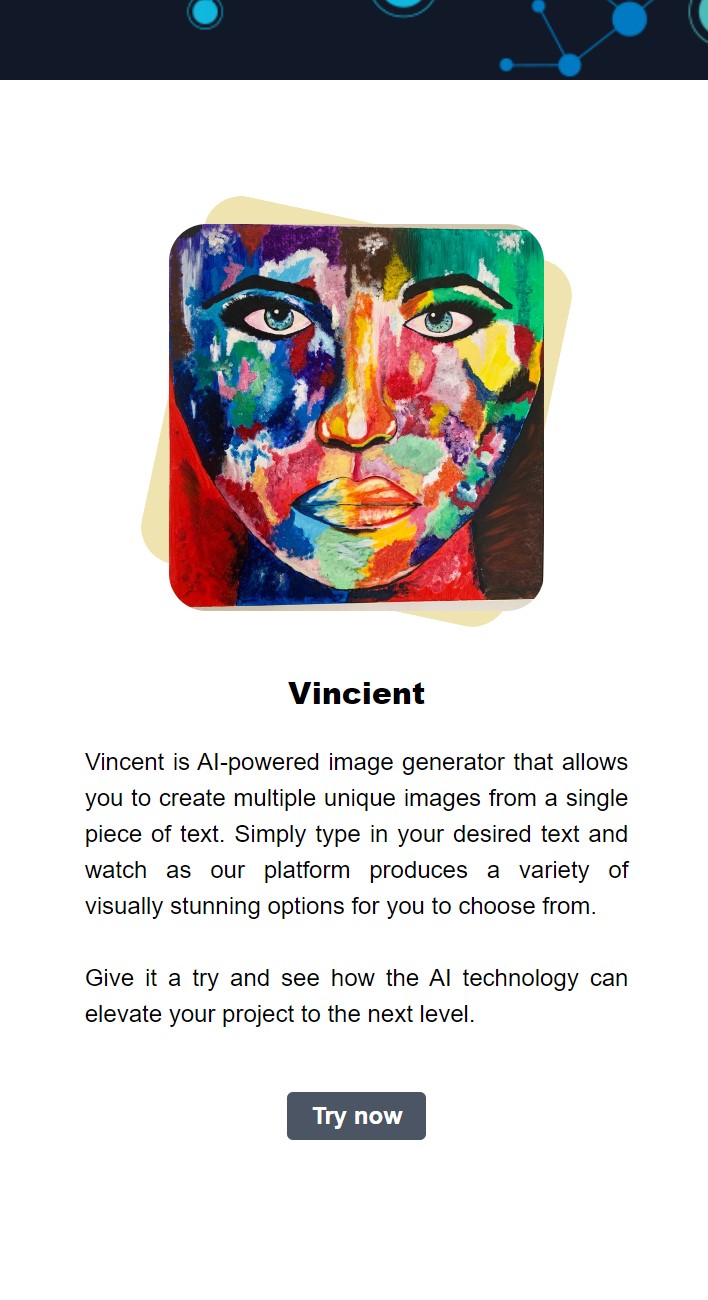 Vincient
Vincent is AI-powered image generator that allows
you to create multiple unique images from a single
piece of text. Simply type in your desired text and
watch as our platform produces a variety of
visually stunning options for you to choose from.
Give it a try and see how the AI technology can
elevate your project to the next level.
Try now